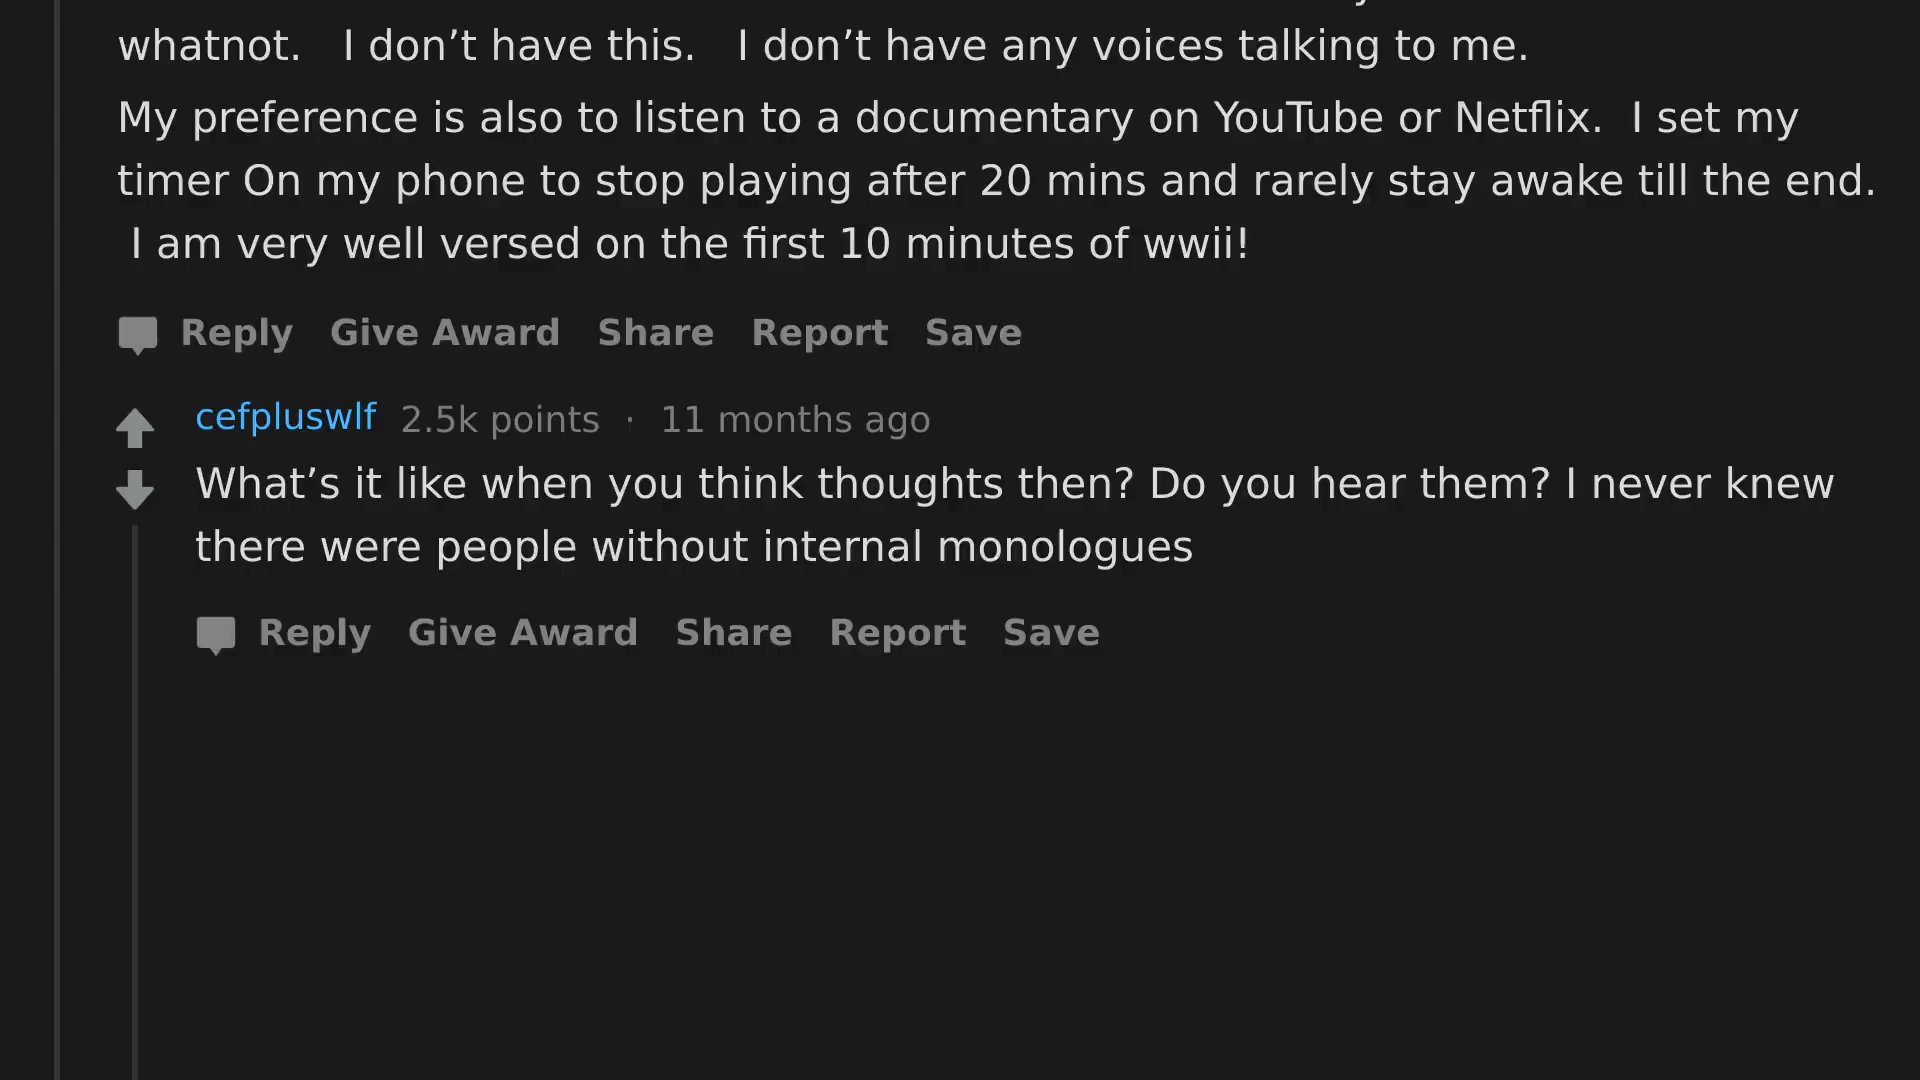 whatnot. I don’t have this. I don’t have any voices talking to me.
My preference is also to listen to a documentary on YouTube or Netflix. I set my
timer On my phone to stop playing after 20 mins and rarely stay awake till the end.
I am very well versed on the first 10 minutes of wwii!
Reply Give Award Share Report Save
cefpluswlf 2.5k points · 11 months ago
What’s it like when you think thoughts then? Do you hear them? I never knew
there were people without internal monologues
Reply Give Award Share Report Save